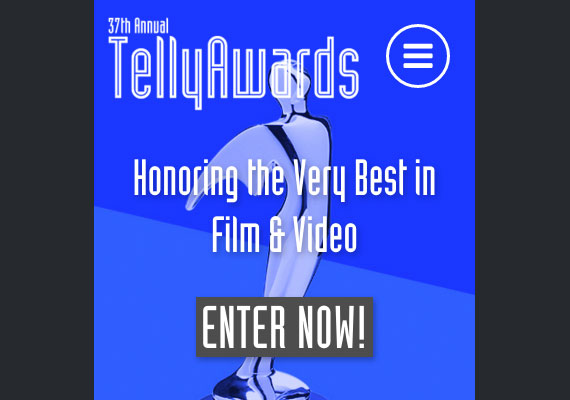 37th Annual
TellyAwards
Honoring the Very Best in
Film & Video
ENTER NOW!